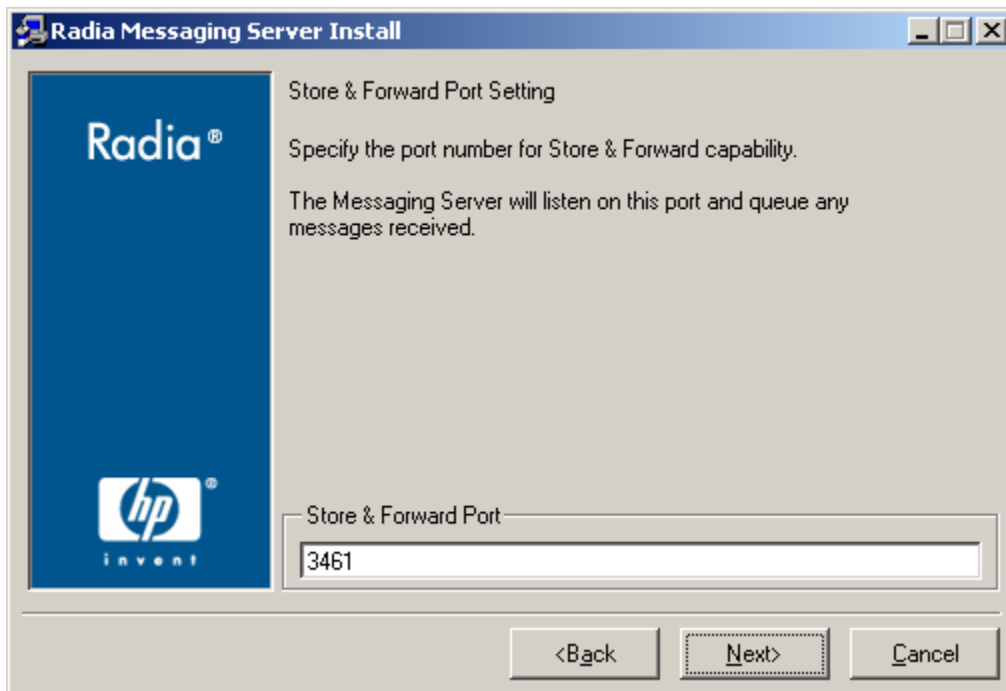 Radia Messaging Server Install
Radia®
Store & Forward Port Setting
Specify the port number for Store & Forward capability.
The Messaging Server will listen on this port and queue any
messages received.
hp®
invent
Store & Forward Port
3461
<Back
Next>
Cancel